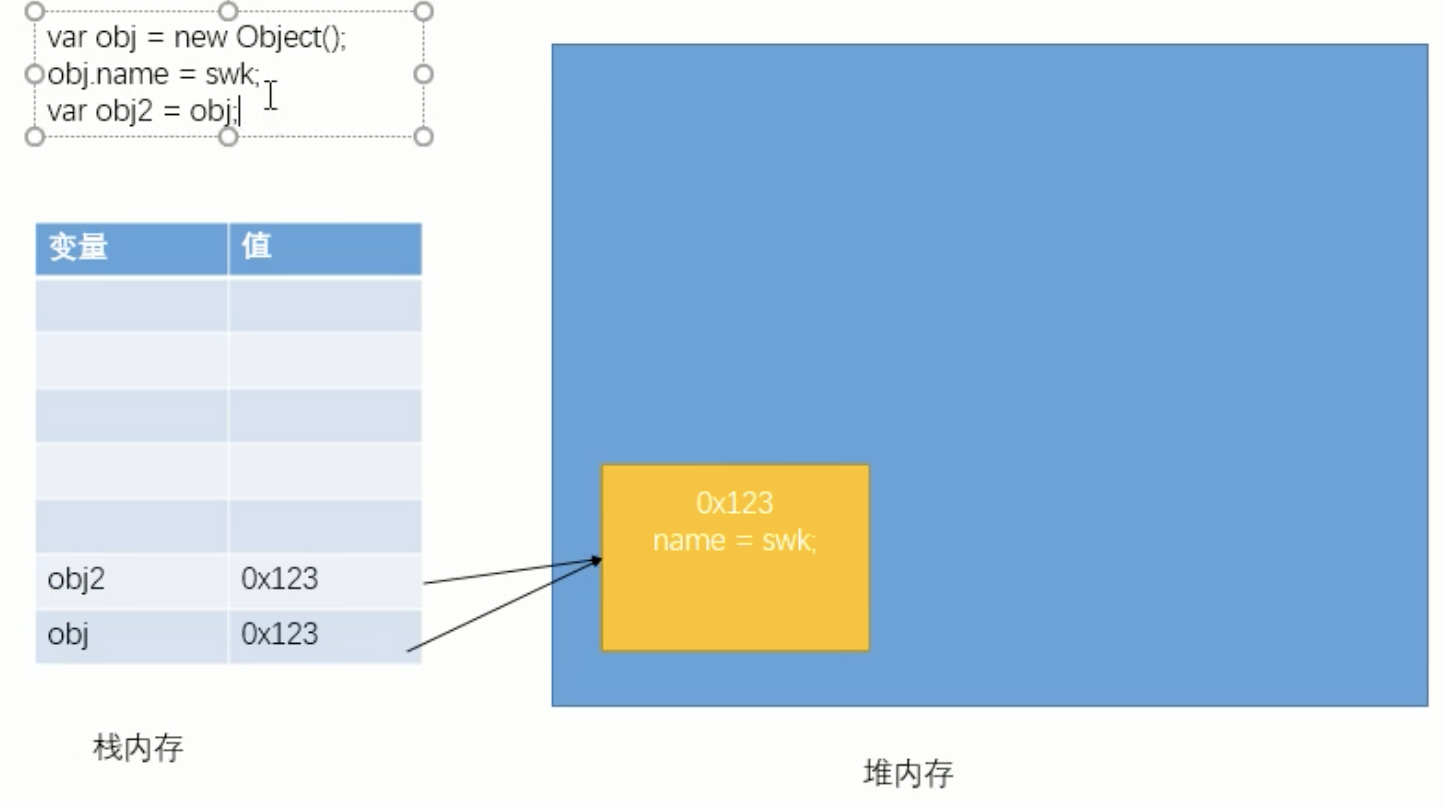 var obj = new Object();
obj.name = swk;
var obj2 = obj;
变量 值
obj2 0x123
obj 0x123
栈内存
0x123
name = swk;
堆内存